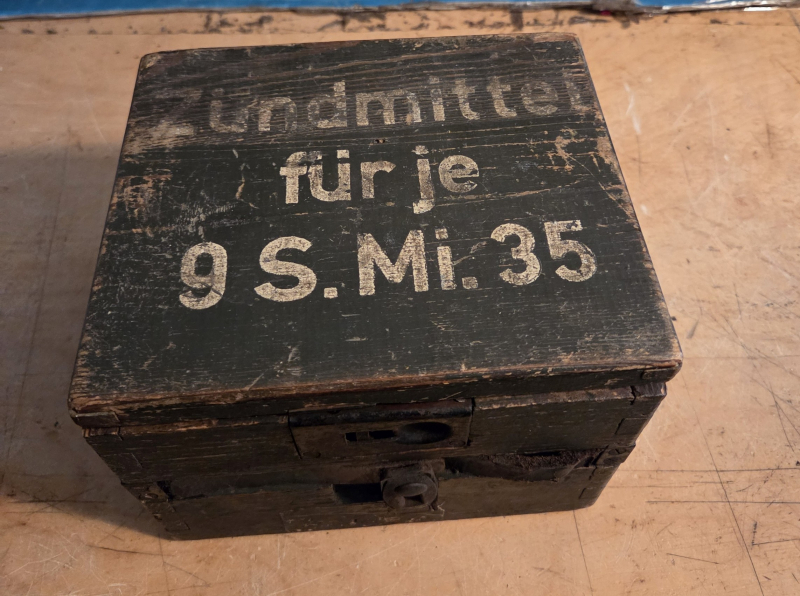 Zündmittel
für je
9 S. Mi. 35